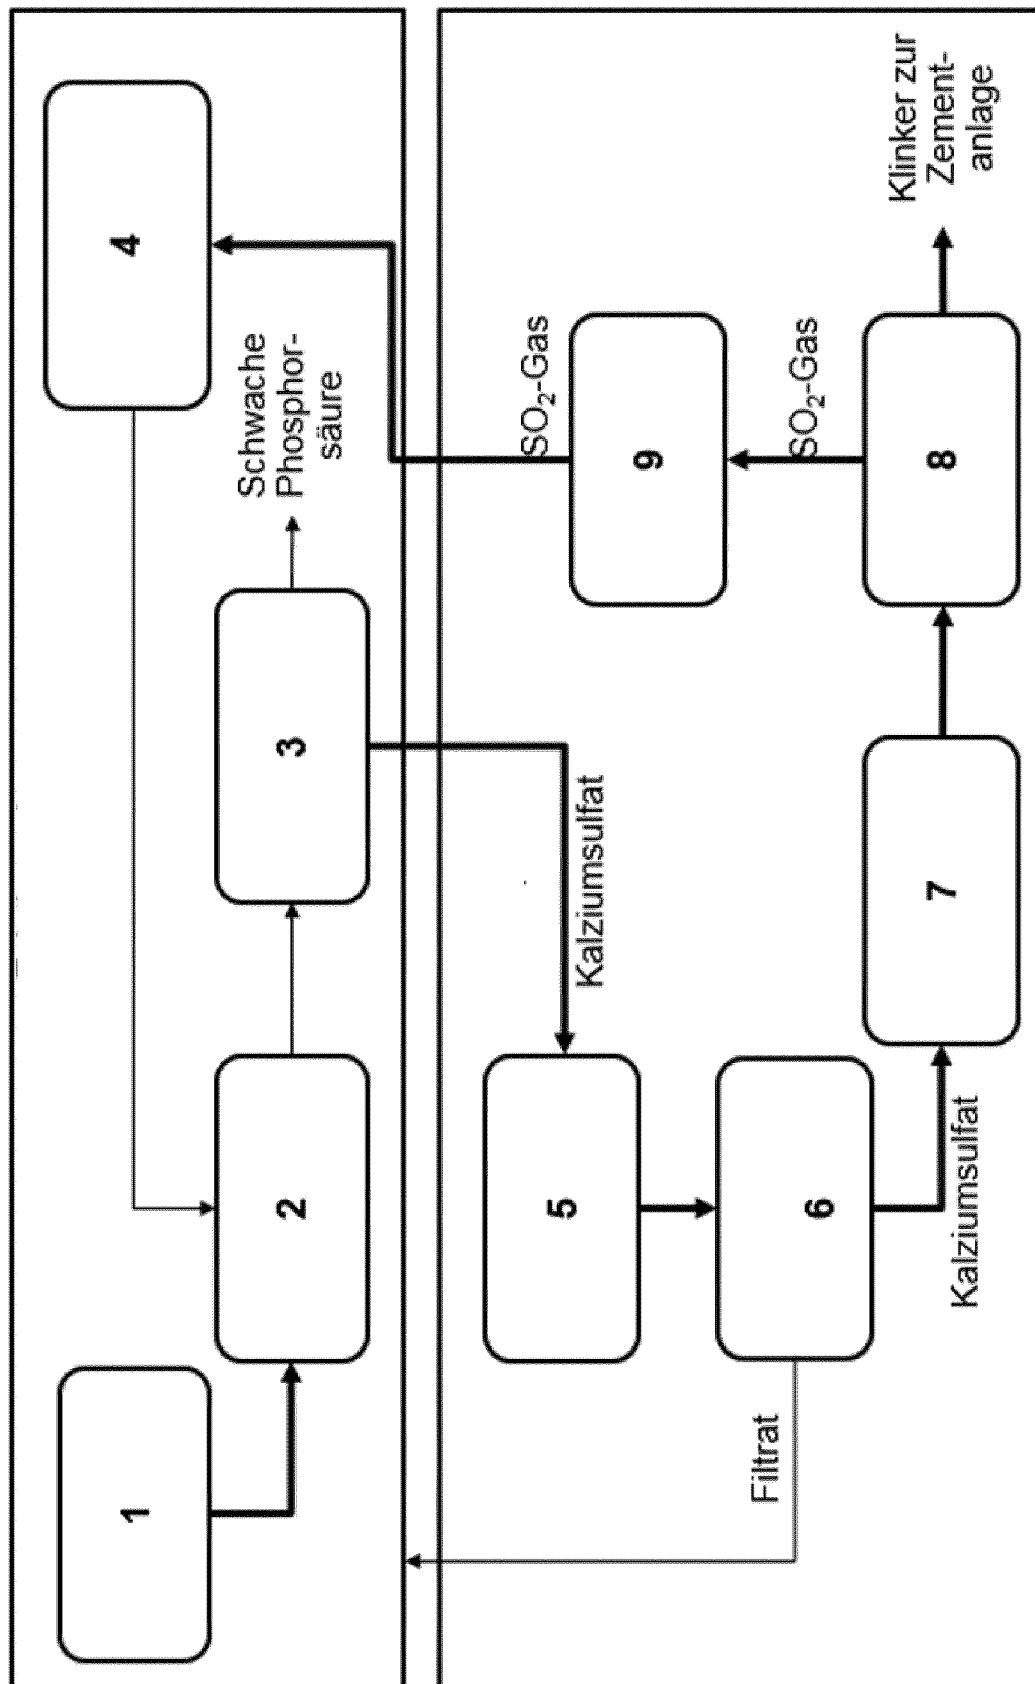 1
2
3
4
Schwache
Phosphor-
säure
Kalziumsulfat
SO₂-Gas
5
6
7
8
9
Filtrat
Kalziumsulfat
SO₂-Gas
Klinker zur
Zement-
anlage